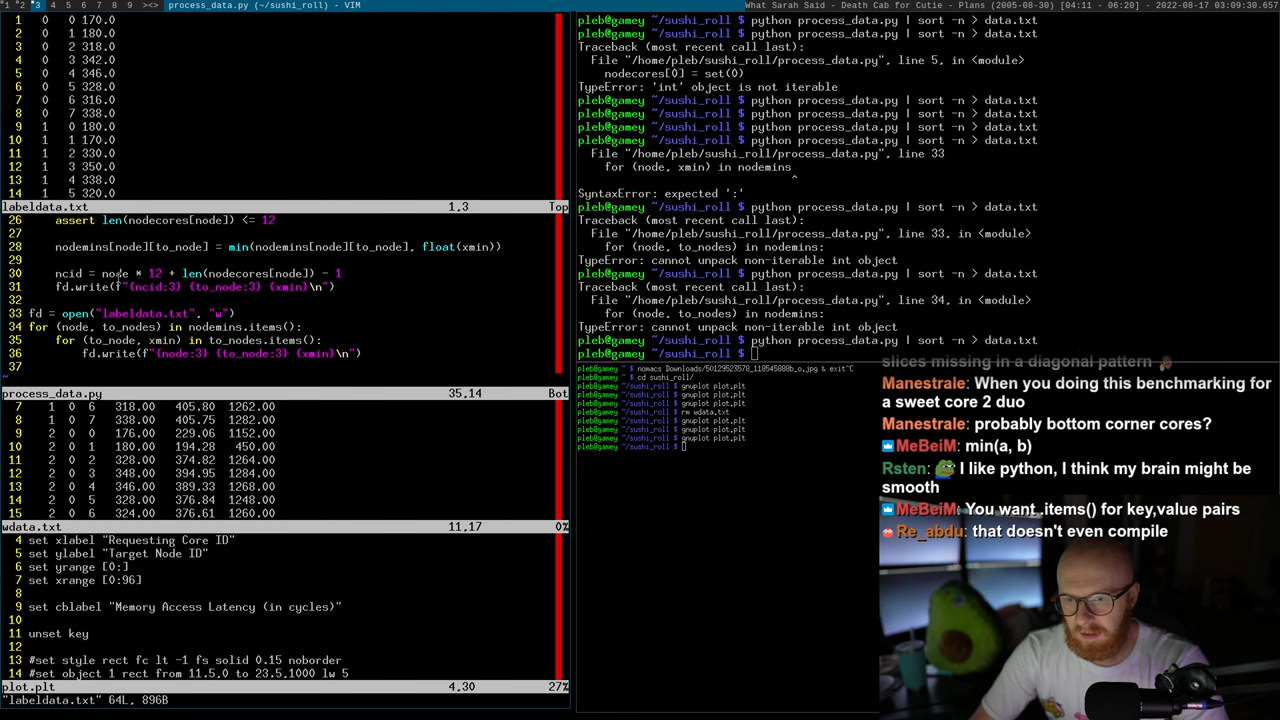 1 2 3 4 5 6 7 8 9 ><> process_data.py (~/sushi_roll) - VIM
What Sarah Said - Death Cab for Cutie - Plans (2005-08-30) [04:11 - 06:20] - 2022-08-17 03:09:30.657
1 0 0 170.0
2 0 1 180.0
3 0 2 318.0
4 0 3 342.0
5 0 4 346.0
6 0 5 328.0
7 0 6 316.0
8 0 7 338.0
9 1 0 180.0
10 1 1 170.0
11 1 2 330.0
12 1 3 350.0
13 1 4 338.0
14 1 5 320.0
labeldata.txt 1,3 Top
26 assert len(nodecores[node]) <= 12
27
28 nodemins[node][to_node] = min(nodemins[node][to_node], float(xmin))
29
30 ncid = node * 12 + len(nodecores[node]) - 1
31 fd.write(f"{ncid:3} {to_node:3} {xmin}\n")
32
33 fd = open("labeldata.txt", "w")
34 for (node, to_nodes) in nodemins.items():
35 for (to_node, xmin) in to_nodes.items():
36 fd.write(f"{node:3} {to_node:3} {xmin}\n")
37
~
process_data.py 35,14 Bot
7 1 0 6 318.00 405.80 1262.00
8 1 0 7 338.00 405.75 1282.00
9 2 0 0 176.00 229.06 1152.00
10 2 0 1 180.00 194.28 450.00
11 2 0 2 328.00 374.82 1264.00
12 2 0 3 348.00 394.95 1284.00
13 2 0 4 346.00 389.33 1268.00
14 2 0 5 328.00 376.84 1248.00
15 2 0 6 324.00 376.61 1260.00
wdata.txt 11,17 0%
4 set xlabel "Requesting Core ID"
5 set ylabel "Target Node ID"
6 set yrange [0:]
7 set xrange [0:96]
8
9 set cblabel "Memory Access Latency (in cycles)"
10
11 unset key
12
13 #set style rect fc lt -1 fs solid 0.15 noborder
14 #set object 1 rect from 11.5,0 to 23.5,1000 lw 5
plot.plt 4,30 27%
"labeldata.txt" 64L, 896B
pleb@gamey ~/sushi_roll $ python process_data.py | sort -n > data.txt
pleb@gamey ~/sushi_roll $ python process_data.py | sort -n > data.txt
Traceback (most recent call last):
File "/home/pleb/sushi_roll/process_data.py", line 5, in <module>
nodecores[0] = set(0)
TypeError: 'int' object is not iterable
pleb@gamey ~/sushi_roll $ python process_data.py | sort -n > data.txt
pleb@gamey ~/sushi_roll $ python process_data.py | sort -n > data.txt
pleb@gamey ~/sushi_roll $ python process_data.py | sort -n > data.txt
pleb@gamey ~/sushi_roll $ python process_data.py | sort -n > data.txt
File "/home/pleb/sushi_roll/process_data.py", line 33
for (node, xmin) in nodemins
^
SyntaxError: expected ':'
pleb@gamey ~/sushi_roll $ python process_data.py | sort -n > data.txt
Traceback (most recent call last):
File "/home/pleb/sushi_roll/process_data.py", line 33, in <module>
for (node, to_nodes) in nodemins:
TypeError: cannot unpack non-iterable int object
pleb@gamey ~/sushi_roll $ python process_data.py | sort -n > data.txt
Traceback (most recent call last):
File "/home/pleb/sushi_roll/process_data.py", line 34, in <module>
for (node, to_nodes) in nodemins:
TypeError: cannot unpack non-iterable int object
pleb@gamey ~/sushi_roll $ python process_data.py | sort -n > data.txt
pleb@gamey ~/sushi_roll $
pleb@gamey ~ $ nomacs Downloads/50129523578_118545888b_o.jpg & exit^C
pleb@gamey ~ $ cd sushi_roll/
pleb@gamey ~/sushi_roll $ gnuplot plot.plt
pleb@gamey ~/sushi_roll $ gnuplot plot.plt
pleb@gamey ~/sushi_roll $ gnuplot plot.plt
pleb@gamey ~/sushi_roll $ rm wdata.txt
pleb@gamey ~/sushi_roll $ gnuplot plot.plt
pleb@gamey ~/sushi_roll $ gnuplot plot.plt
pleb@gamey ~/sushi_roll $ gnuplot plot.plt
pleb@gamey ~/sushi_roll $
slices missing in a diagonal pattern
Manestrale: When you doing this benchmarking for
a sweet core 2 duo
Manestrale: probably bottom corner cores?
MeBeiM: min(a, b)
Rsten: I like python, I think my brain might be
smooth
MeBeiM: You want .items() for key,value pairs
Re_abdu: that doesn't even compile